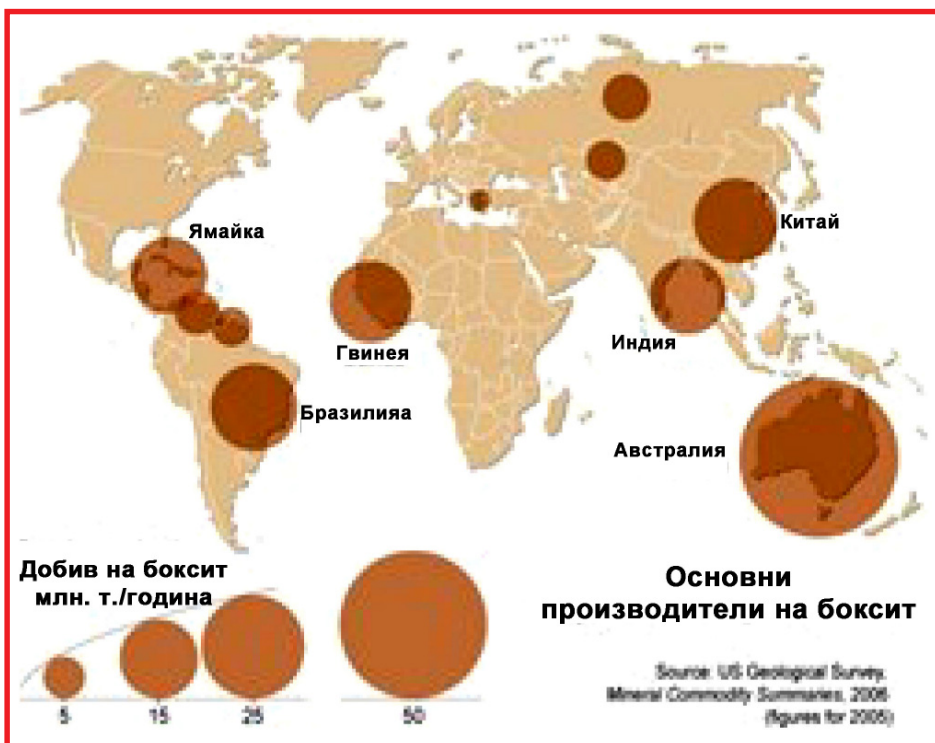 Ямайка
Китай
Гвинея
Индия
Бразилияа
Австралия
Добив на боксит
млн. т./година
5
15
25
50
Основни
производители на боксит
Source: US Geological Survey,
Mineral Commodity Summaries, 2006
(figures for 2005)